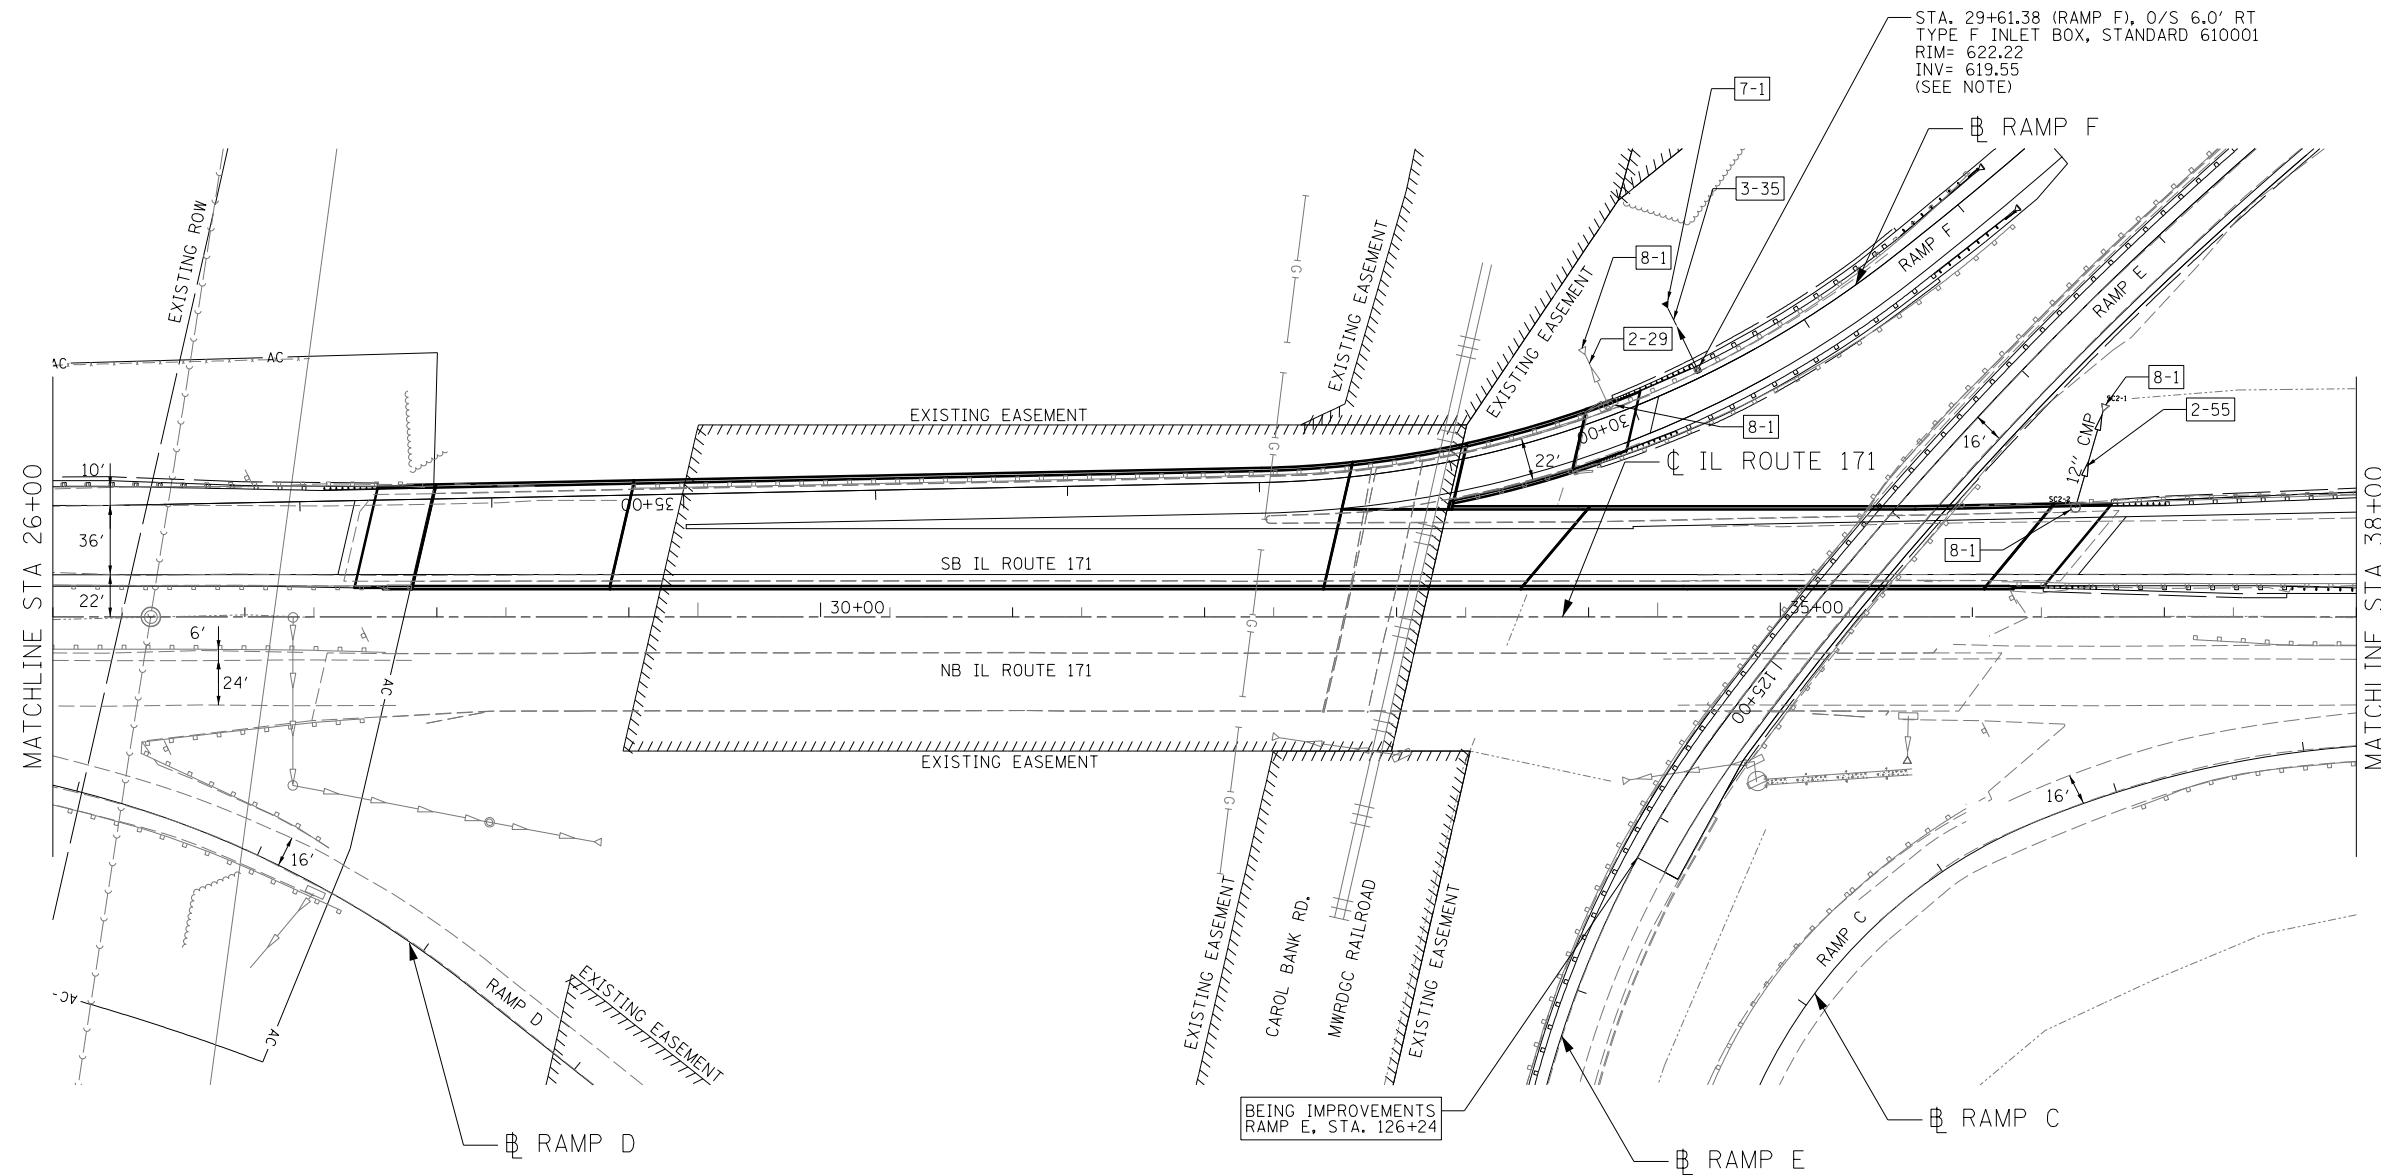 STA. 29+61.38 (RAMP F), O/S 6.0' RT
TYPE F INLET BOX, STANDARD 610001
RIM= 622.22
INV= 619.55
(SEE NOTE)
7-1
℄ RAMP F
3-35
EXISTING ROW
RAMP F
8-1
EXISTING EASEMENT
G
EXISTING EASEMENT
RAMP E
2-29
AC
AC
8-1
SC2-1
2-55
EXISTING EASEMENT
G
8-1
30+00
12" CMP
16'
22'
℄ IL ROUTE 171
10'
35+00
SC2-2
36'
8-1
SB IL ROUTE 171
22'
30+00
35+00
G
MATCHLINE STA 26+00
MATCHLINE STA 38+00
6'
NB IL ROUTE 171
24'
AC
125+00
EXISTING EASEMENT
G
16'
16'
EXISTING EASEMENT
CAROL BANK RD.
MWRDGC RAILROAD
EXISTING EASEMENT
RAMP C
AC
AC
RAMP D
EXISTING EASEMENT
BEING IMPROVEMENTS
RAMP E, STA. 126+24
℄ RAMP D
℄ RAMP C
℄ RAMP E